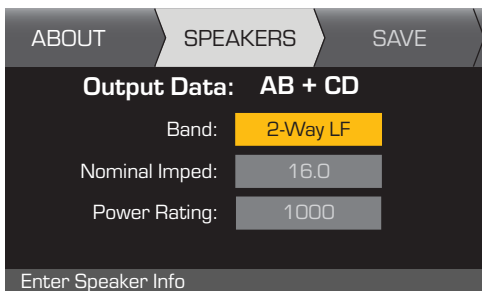 ABOUT SPEAKERS SAVE
Output Data: AB + CD
Band: 2-Way LF
Nominal Imped: 16.0
Power Rating: 1000
Enter Speaker Info